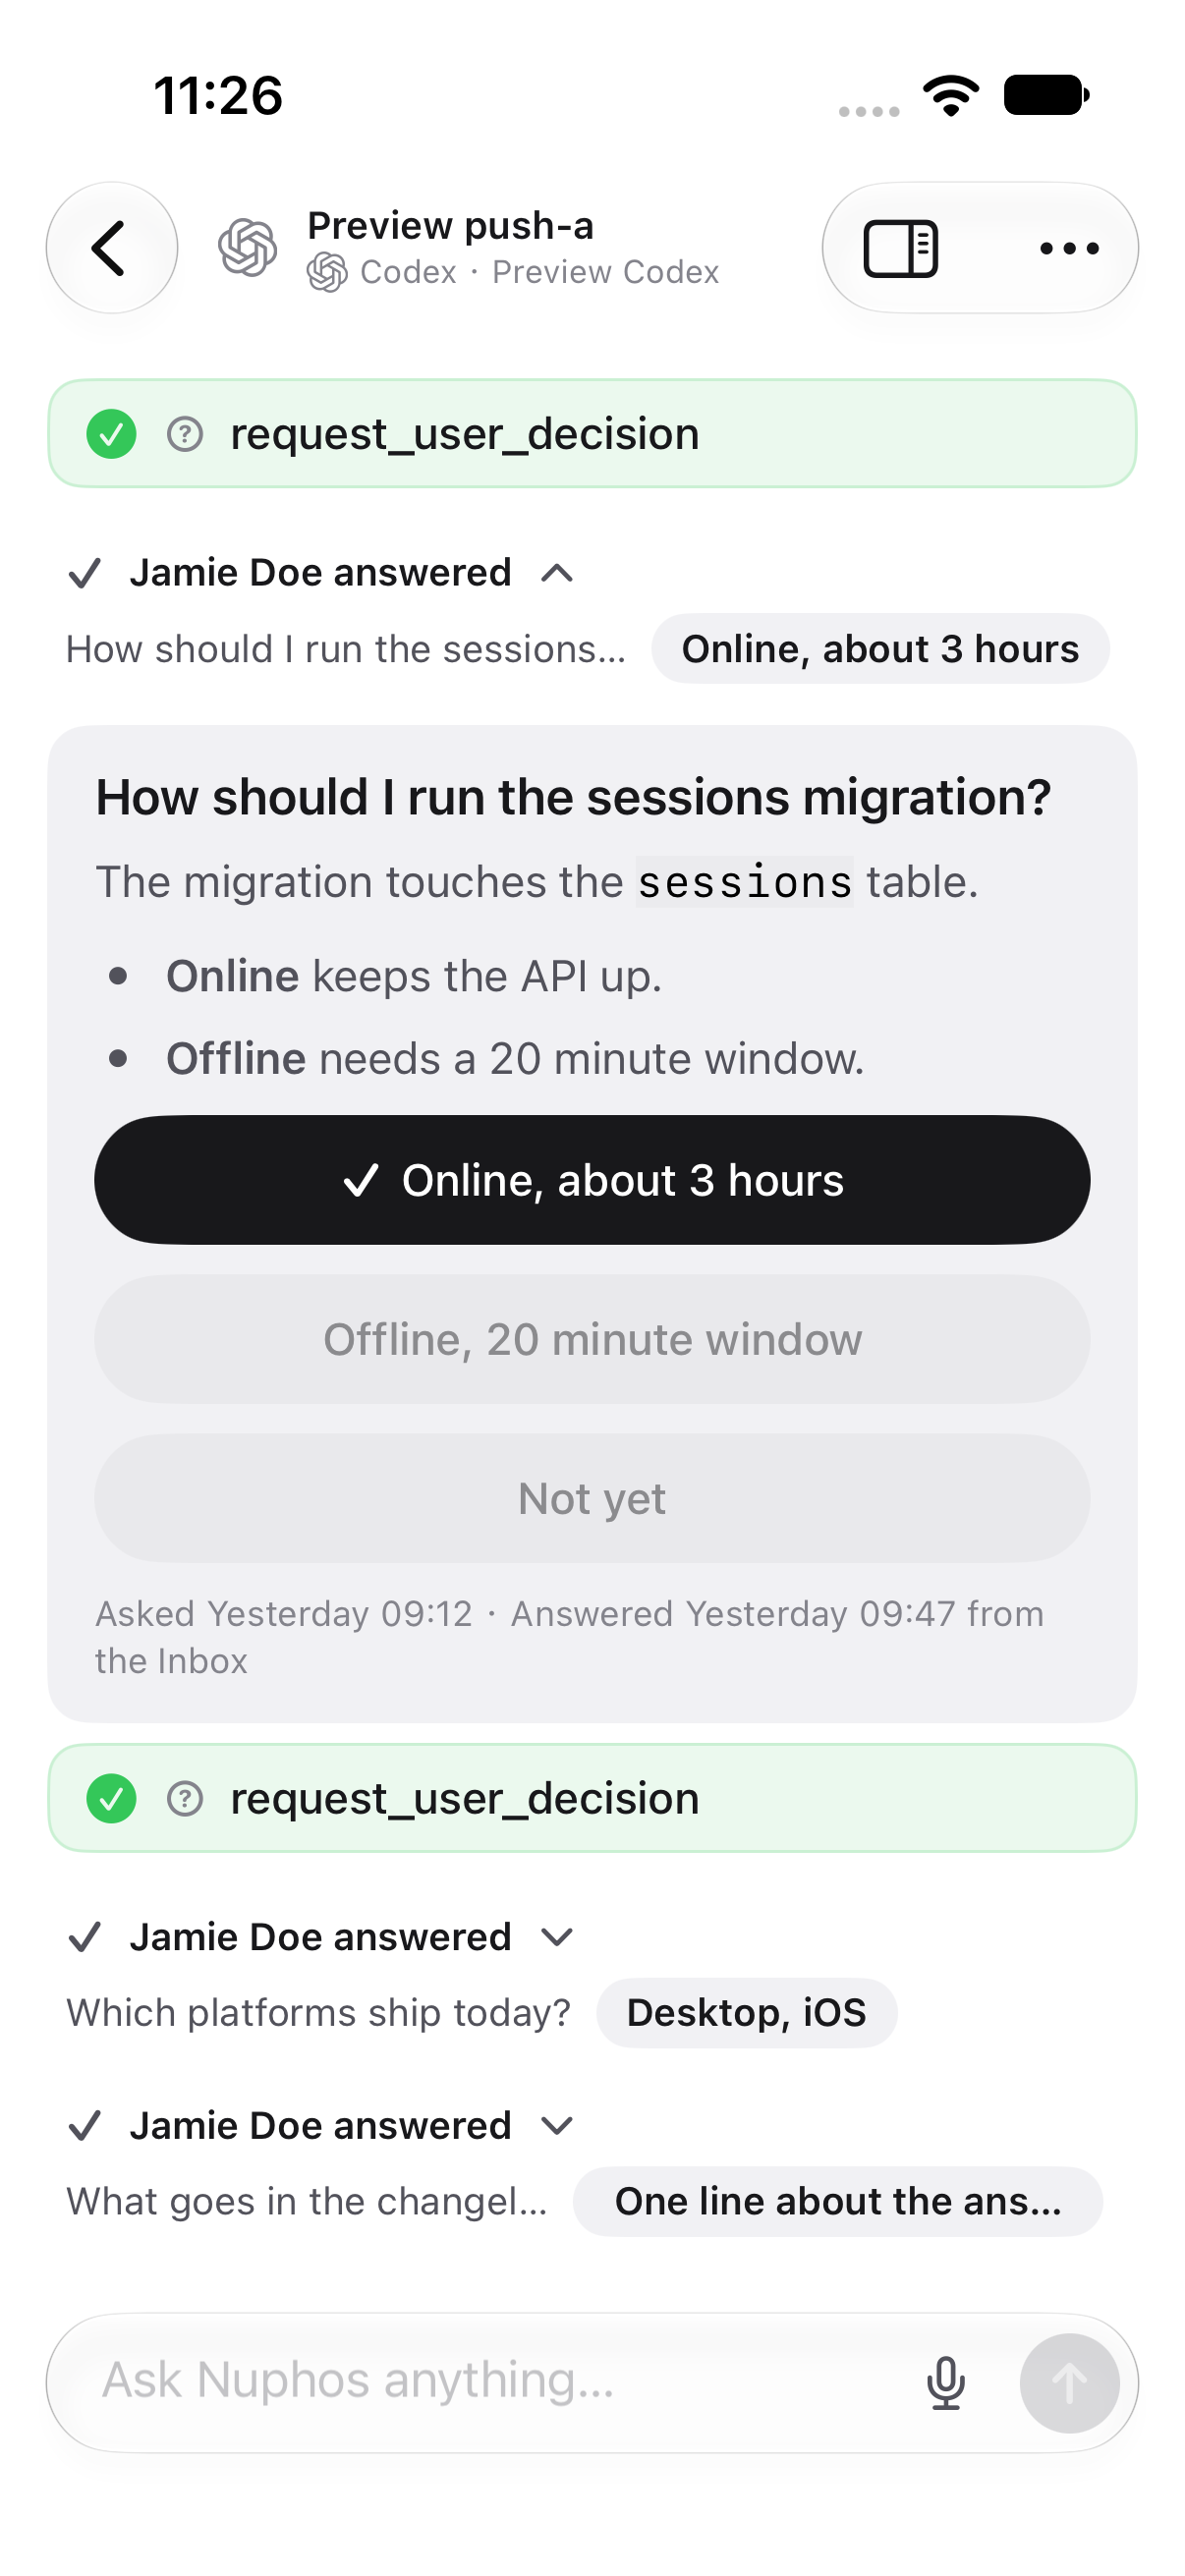 11:26
Preview push-a
Codex · Preview Codex
request_user_decision
Jamie Doe answered
How should I run the sessions... Online, about 3 hours
How should I run the sessions migration?
The migration touches the sessions table.
• Online keeps the API up.
• Offline needs a 20 minute window.
Online, about 3 hours
Offline, 20 minute window
Not yet
Asked Yesterday 09:12 · Answered Yesterday 09:47 from
the Inbox
request_user_decision
Jamie Doe answered
Which platforms ship today? Desktop, iOS
Jamie Doe answered
What goes in the changel... One line about the ans...
Ask Nuphos anything...